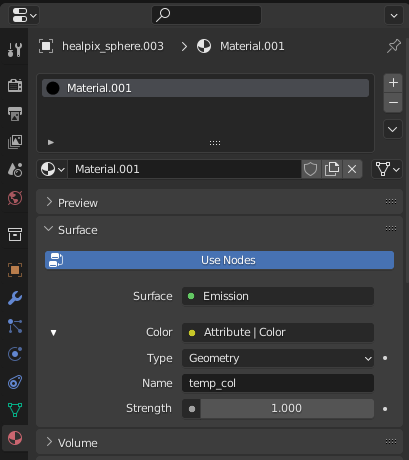 healpix_sphere.003 > Material.001
Material.001
Material.001
Preview
Surface
Use Nodes
Surface Emission
Color Attribute | Color
Type Geometry
Name temp_col
Strength 1.000
Volume